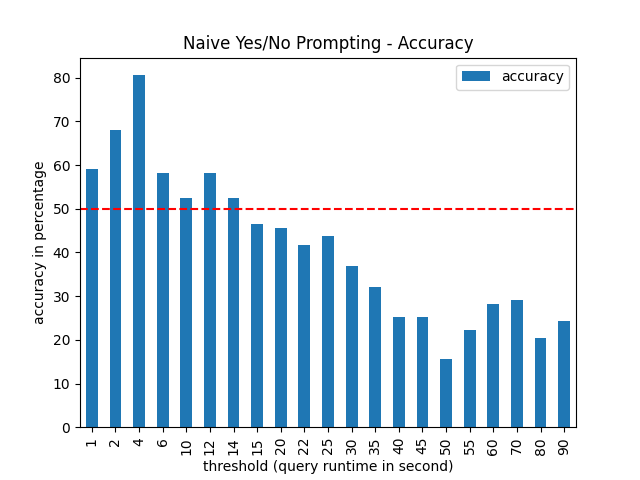 Naive Yes/No Prompting - Accuracy
accuracy
accuracy in percentage
80
70
60
50
40
30
20
10
0
1 2 4 6 10 12 14 15 20 22 25 30 35 40 45 50 55 60 70 80 90
threshold (query runtime in second)